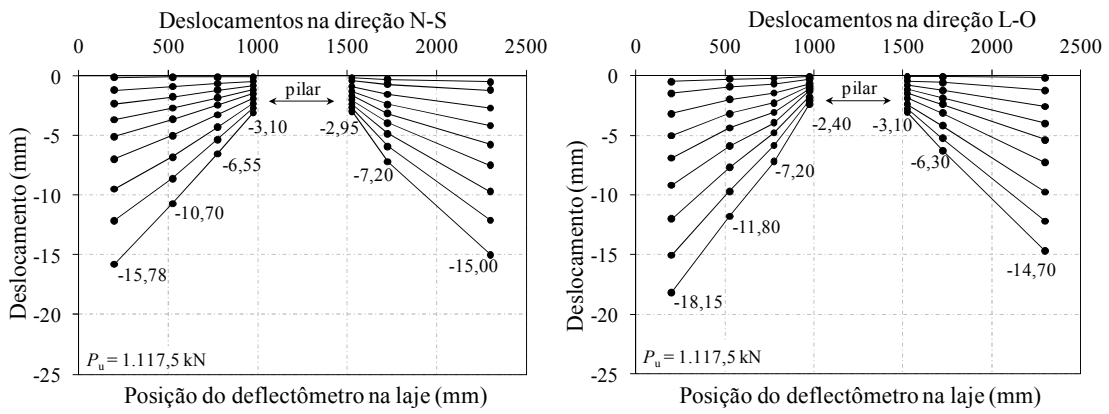 Deslocamentos na direção N-S
0 500 1000 1500 2000 2500
0
-5
-10
-15
-20
-25
Deslocamento (mm)
pilar
-3,10
-2,95
-6,55
-7,20
-10,70
-15,78
-15,00
Pu = 1.117,5 kN
Posição do deflectômetro na laje (mm)
Deslocamentos na direção L-O
0 500 1000 1500 2000 2500
0
-5
-10
-15
-20
-25
Deslocamento (mm)
pilar
-2,40
-3,10
-7,20
-6,30
-11,80
-18,15
-14,70
Pu = 1.117,5 kN
Posição do deflectômetro na laje (mm)